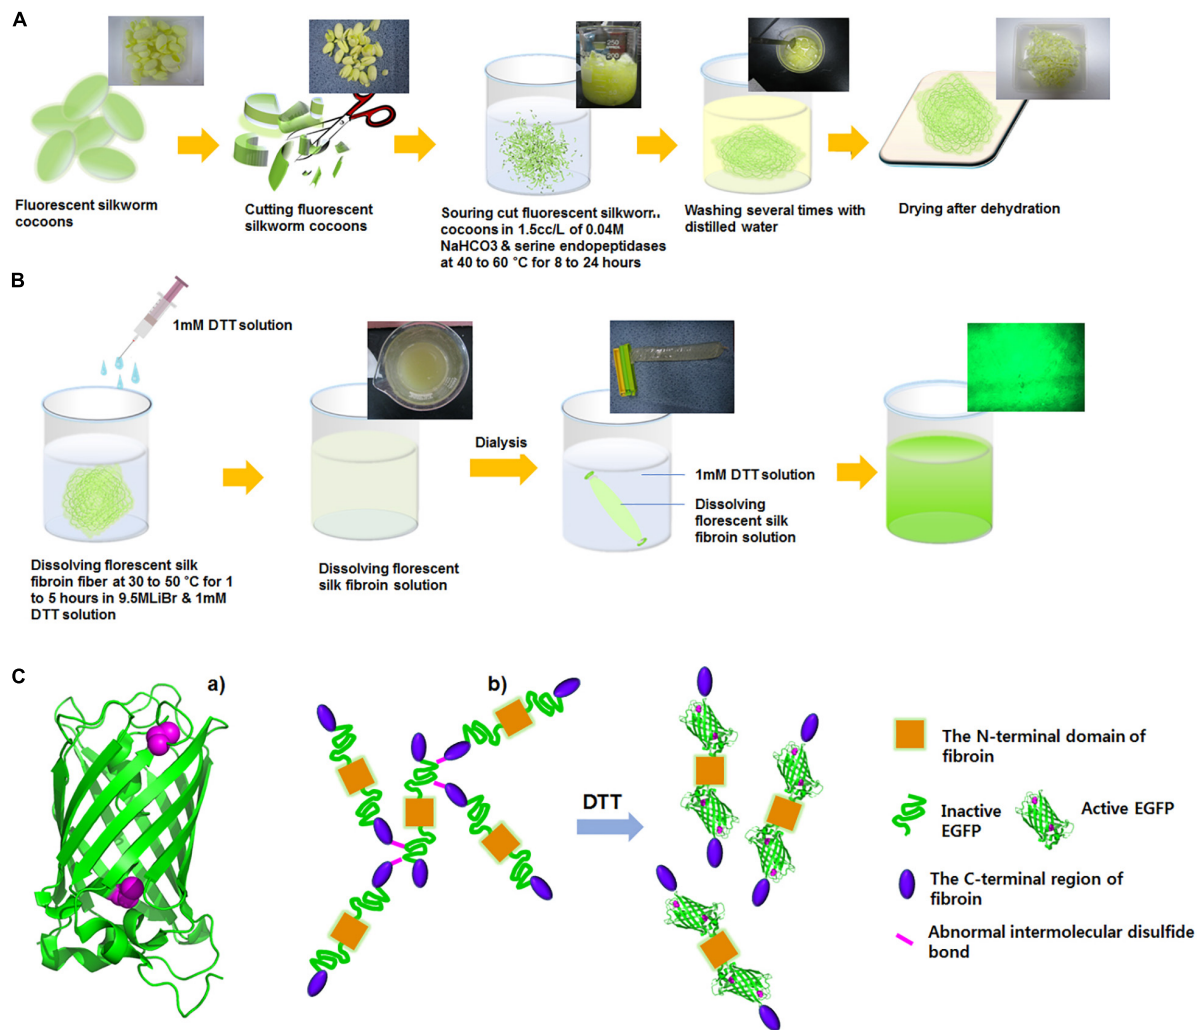 A
Fluorescent silkworm
cocoons
Cutting fluorescent
silkworm cocoons
Souring cut fluorescent silkworm
cocoons in 1.5cc/L of 0.04M
NaHCO3 & serine endopeptidases
at 40 to 60 °C for 8 to 24 hours
Washing several times with
distilled water
Drying after dehydration
B
1mM DTT solution
Dissolving florescent silk
fibroin fiber at 30 to 50 °C for 1
to 5 hours in 9.5MLiBr & 1mM
DTT solution
Dissolving florescent
silk fibroin solution
Dialysis
1mM DTT solution
Dissolving
florescent silk
fibroin solution
C
a)
b)
DTT
The N-terminal domain of
fibroin
Inactive
EGFP
Active EGFP
The C-terminal region of
fibroin
Abnormal intermolecular disulfide
bond